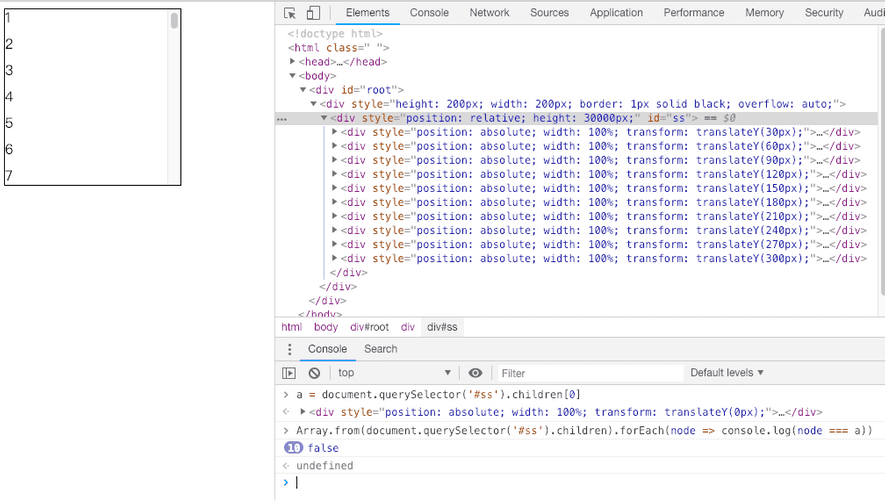 1
2
3
4
5
6
7
Elements Console Network Sources Application Performance Memory Security Audi
<!doctype html>
<html class=" ">
<head>…</head>
<body>
<div id="root">
<div style="height: 200px; width: 200px; border: 1px solid black; overflow: auto;">
… <div style="position: relative; height: 30000px;" id="ss"> == $0
<div style="position: absolute; width: 100%; transform: translateY(30px);">…</div>
<div style="position: absolute; width: 100%; transform: translateY(60px);">…</div>
<div style="position: absolute; width: 100%; transform: translateY(90px);">…</div>
<div style="position: absolute; width: 100%; transform: translateY(120px);">…</div>
<div style="position: absolute; width: 100%; transform: translateY(150px);">…</div>
<div style="position: absolute; width: 100%; transform: translateY(180px);">…</div>
<div style="position: absolute; width: 100%; transform: translateY(210px);">…</div>
<div style="position: absolute; width: 100%; transform: translateY(240px);">…</div>
<div style="position: absolute; width: 100%; transform: translateY(270px);">…</div>
<div style="position: absolute; width: 100%; transform: translateY(300px);">…</div>
</div>
</div>
</div>
</body>
html body div#root div div#ss
Console Search
top Filter Default levels
> a = document.querySelector('#ss').children[0]
<div style="position: absolute; width: 100%; transform: translateY(0px);">…</div>
> Array.from(document.querySelector('#ss').children).forEach(node => console.log(node === a))
10 false
undefined
>